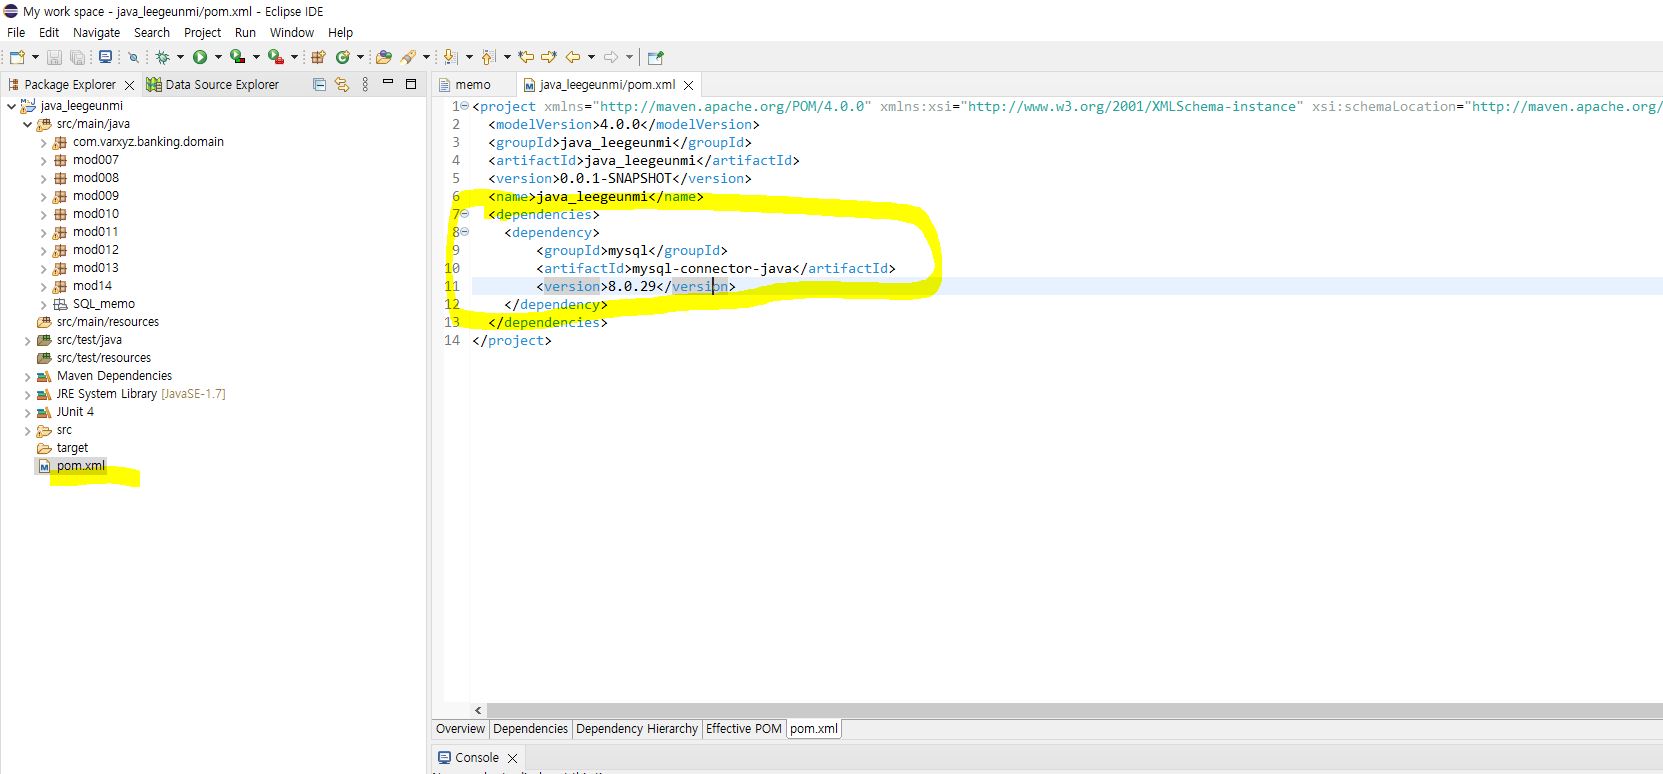 My work space - java_leegeunmi/pom.xml - Eclipse IDE
File Edit Navigate Search Project Run Window Help
Package Explorer
Data Source Explorer
java_leegeunmi
src/main/java
com.varxyz.banking.domain
mod007
mod008
mod009
mod010
mod011
mod012
mod013
mod14
SQL_memo
src/main/resources
src/test/java
src/test/resources
Maven Dependencies
JRE System Library [JavaSE-1.7]
JUnit 4
src
target
pom.xml
memo
java_leegeunmi/pom.xml
1 <project xmlns="http://maven.apache.org/POM/4.0.0" xmlns:xsi="http://www.w3.org/2001/XMLSchema-instance" xsi:schemaLocation="http://maven.apache.org/
2 <modelVersion>4.0.0</modelVersion>
3 <groupId>java_leegeunmi</groupId>
4 <artifactId>java_leegeunmi</artifactId>
5 <version>0.0.1-SNAPSHOT</version>
6 <name>java_leegeunmi</name>
7 <dependencies>
8 <dependency>
9 <groupId>mysql</groupId>
10 <artifactId>mysql-connector-java</artifactId>
11 <version>8.0.29</version>
12 </dependency>
13 </dependencies>
14 </project>
Overview Dependencies Dependency Hierarchy Effective POM pom.xml
Console